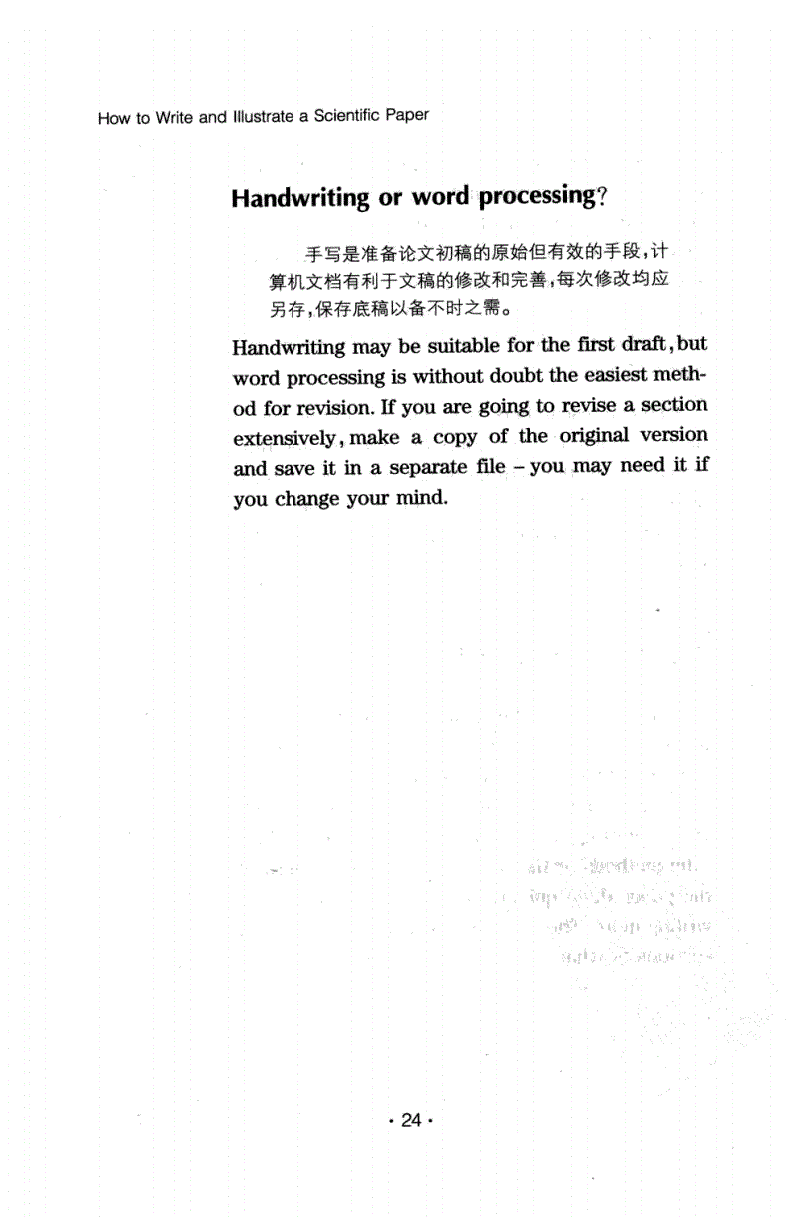 How to Write and Illustrate a Scientific Paper
Handwriting or word processing?
手写是准备论文初稿的原始但有效的手段,计
算机文档有利于文稿的修改和完善,每次修改均应
另存,保存底稿以备不时之需。
Handwriting may be suitable for the first draft, but
word processing is without doubt the easiest meth-
od for revision. If you are going to revise a section
extensively, make a copy of the original version
and save it in a separate file – you may need it if
you change your mind.
· 24 ·